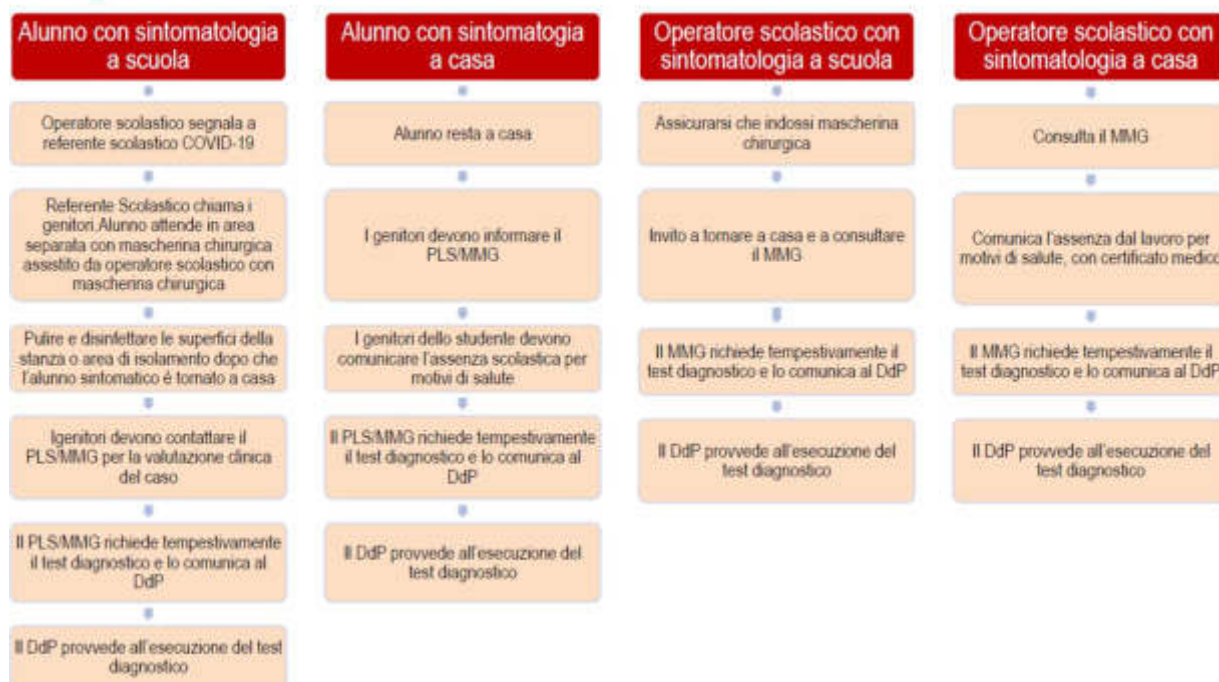 Alunno con sintomatologia
a scuola
Operatore scolastico segnala a
referente scolastico COVID-19
Referente Scolastico chiama i
genitori.Alunno attende in area
separata con mascherina chirurgica
assistito da operatore scolastico con
mascherina chirurgica
Pulire e disinfettare le superfici della
stanza o area di isolamento dopo che
l'alunno sintomatico é tornato a casa
Igenitori devono contattare il
PLS/MMG per la valutazione clinica
del caso
Il PLS/MMG richiede tempestivamente
il test diagnostico e lo comunica al
DdP
Il DdP provvede all'esecuzione del test
diagnostico
Alunno con sintomatogia
a casa
Alunno resta a casa
I genitori devono informare il
PLS/MMG
I genitori dello studente devono
comunicare l'assenza scolastica per
motivi di salute
Il PLS/MMG richiede tempestivamente
il test diagnostico e lo comunica al
DdP
Il DdP provvede all'esecuzione del
test diagnostico
Operatore scolastico con
sintomatologia a scuola
Assicurarsi che indossi mascherina
chirurgica
Invito a tornare a casa e a consultare
il MMG
Il MMG richiede tempestivamente il
test diagnostico e lo comunica al DdP
Il DdP provvede all'esecuzione del
test diagnostico
Operatore scolastico con
sintomatologia a casa
Consulta il MMG
Comunica l'assenza dal lavoro per
motivi di salute, con certificato medico
Il MMG richiede tempestivamente il
test diagnostico e lo comunica al DdP
Il DdP provvede all'esecuzione del
test diagnostico